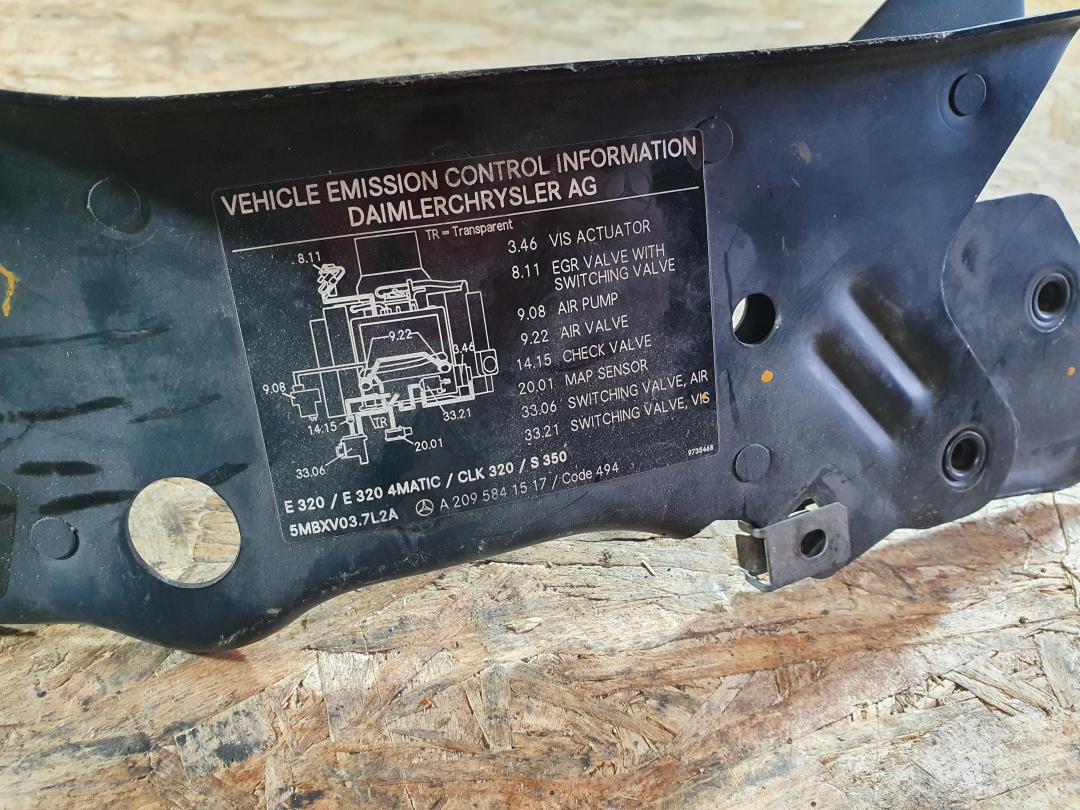 VEHICLE EMISSION CONTROL INFORMATION
DAIMLERCHRYSLER AG
TR = Transparent
8.11
9.22
3.46
9.08
14.15
TR
33.21
20.01
33.06
3.46 VIS ACTUATOR
8.11 EGR VALVE WITH
SWITCHING VALVE
9.08 AIR PUMP
9.22 AIR VALVE
14.15 CHECK VALVE
20.01 MAP SENSOR
33.06 SWITCHING VALVE, AIR
33.21 SWITCHING VALVE, VIS
9735468
E 320 / E 320 4MATIC / CLK 320 / S 350
5MBXV03.7L2A A 209 584 15 17 / Code 494